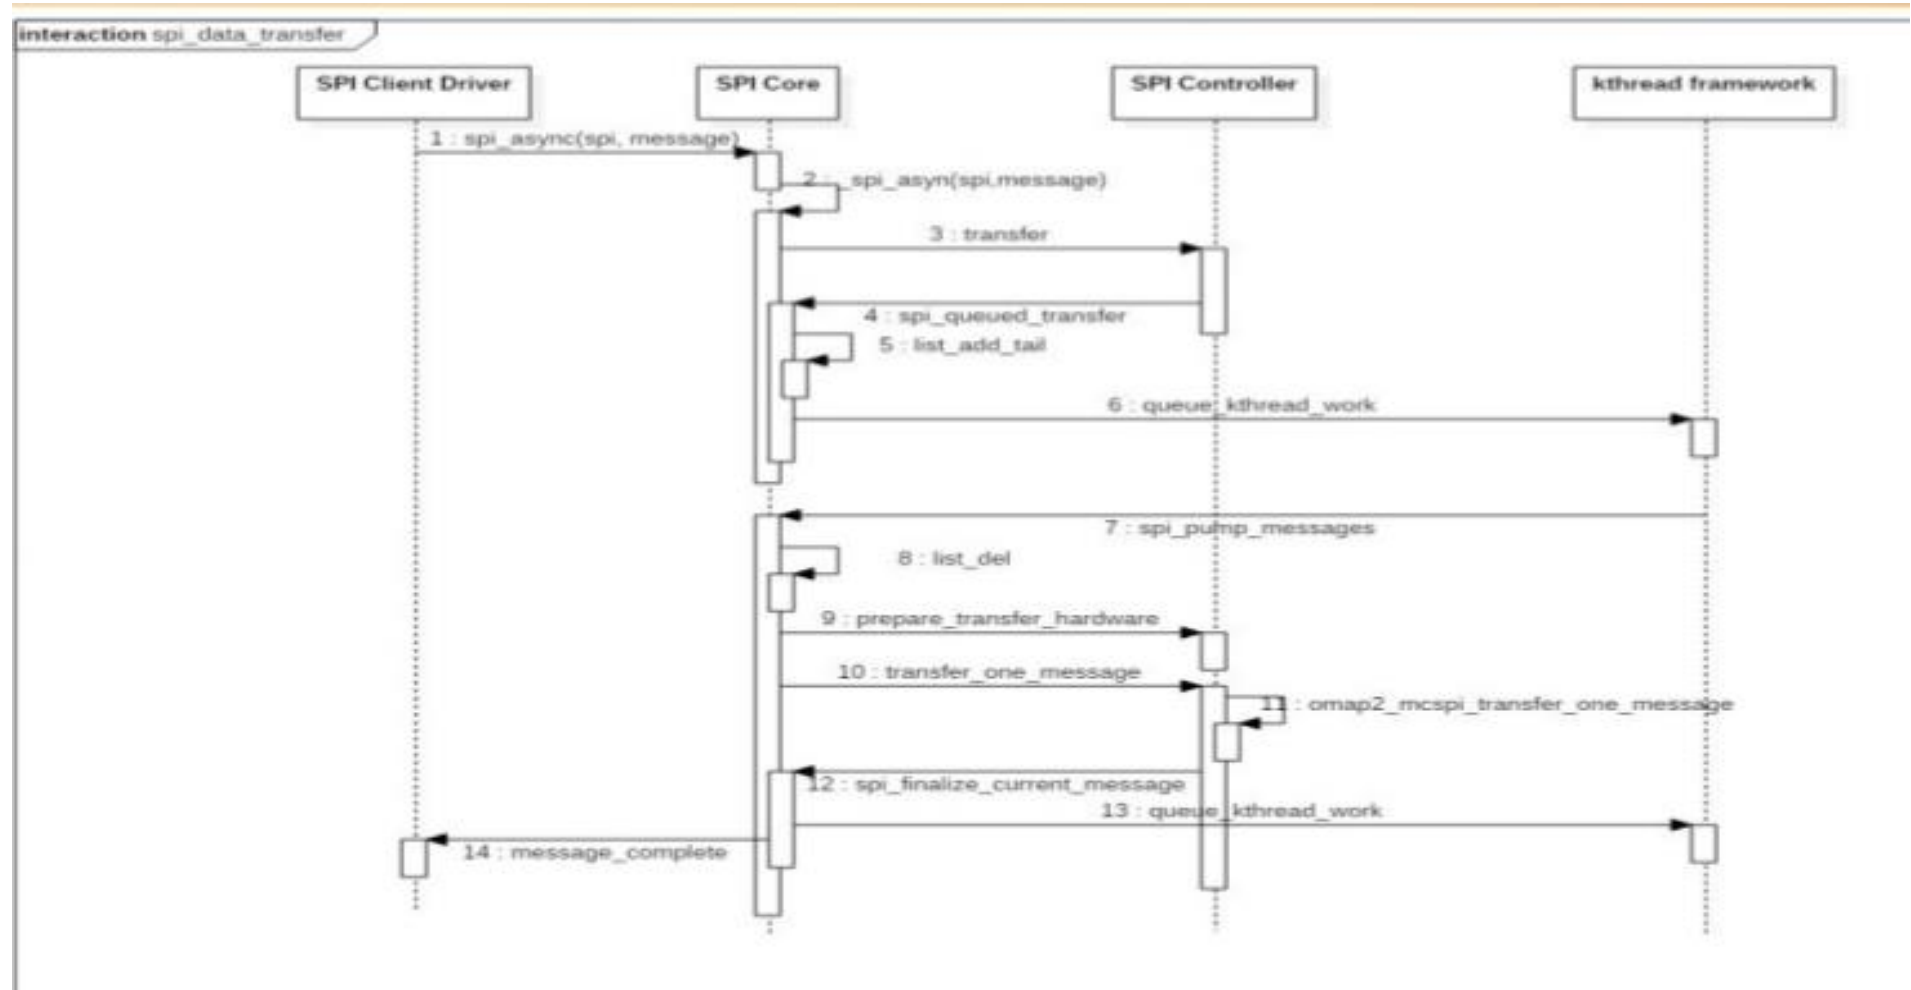 interaction spi_data_transfer
SPI Client Driver
SPI Core
SPI Controller
kthread framework
1 : spi_async(spi, message)
2 : _spi_asyn(spi,message)
3 : transfer
4 : spi_queued_transfer
5 : list_add_tail
6 : queue_kthread_work
7 : spi_pump_messages
8 : list_del
9 : prepare_transfer_hardware
10 : transfer_one_message
11 : omap2_mcspi_transfer_one_message
12 : spi_finalize_current_message
13 : queue_kthread_work
14 : message_complete